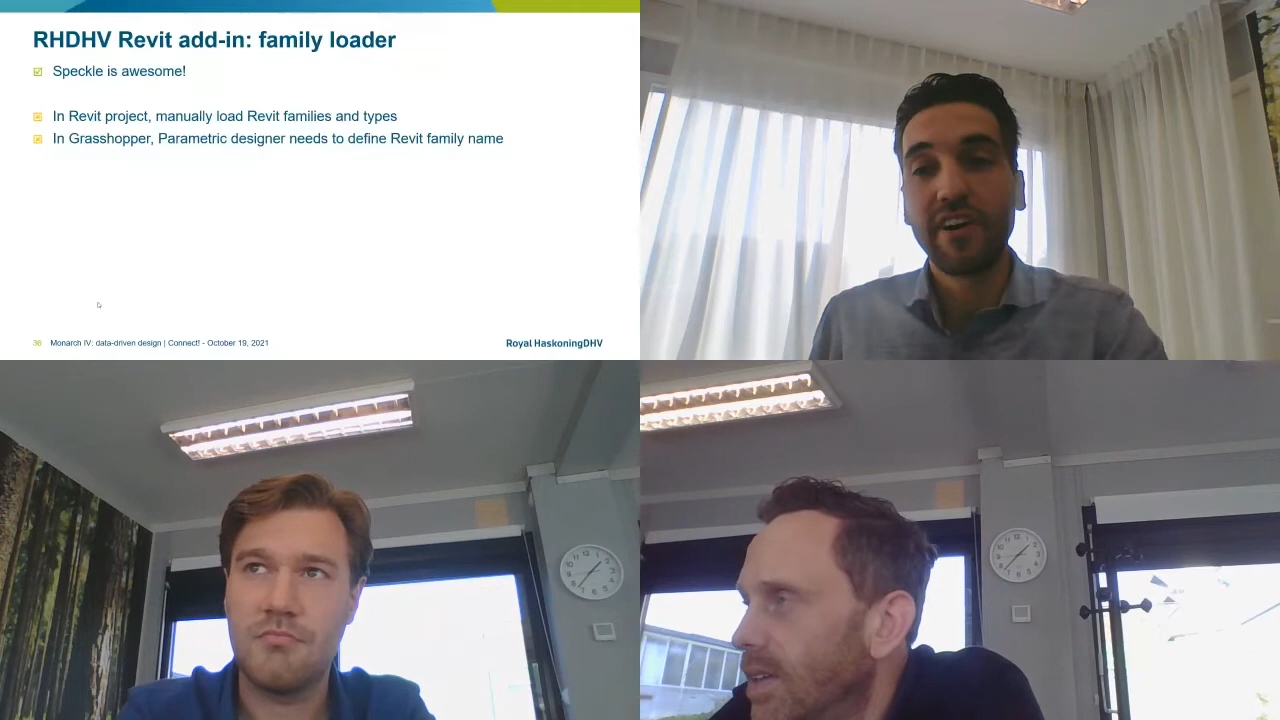 RHDHV Revit add-in: family loader
Speckle is awesome!
In Revit project, manually load Revit families and types
In Grasshopper, Parametric designer needs to define Revit family name
36 Monarch IV: data-driven design | Connect! - October 19, 2021
Royal HaskoningDHV